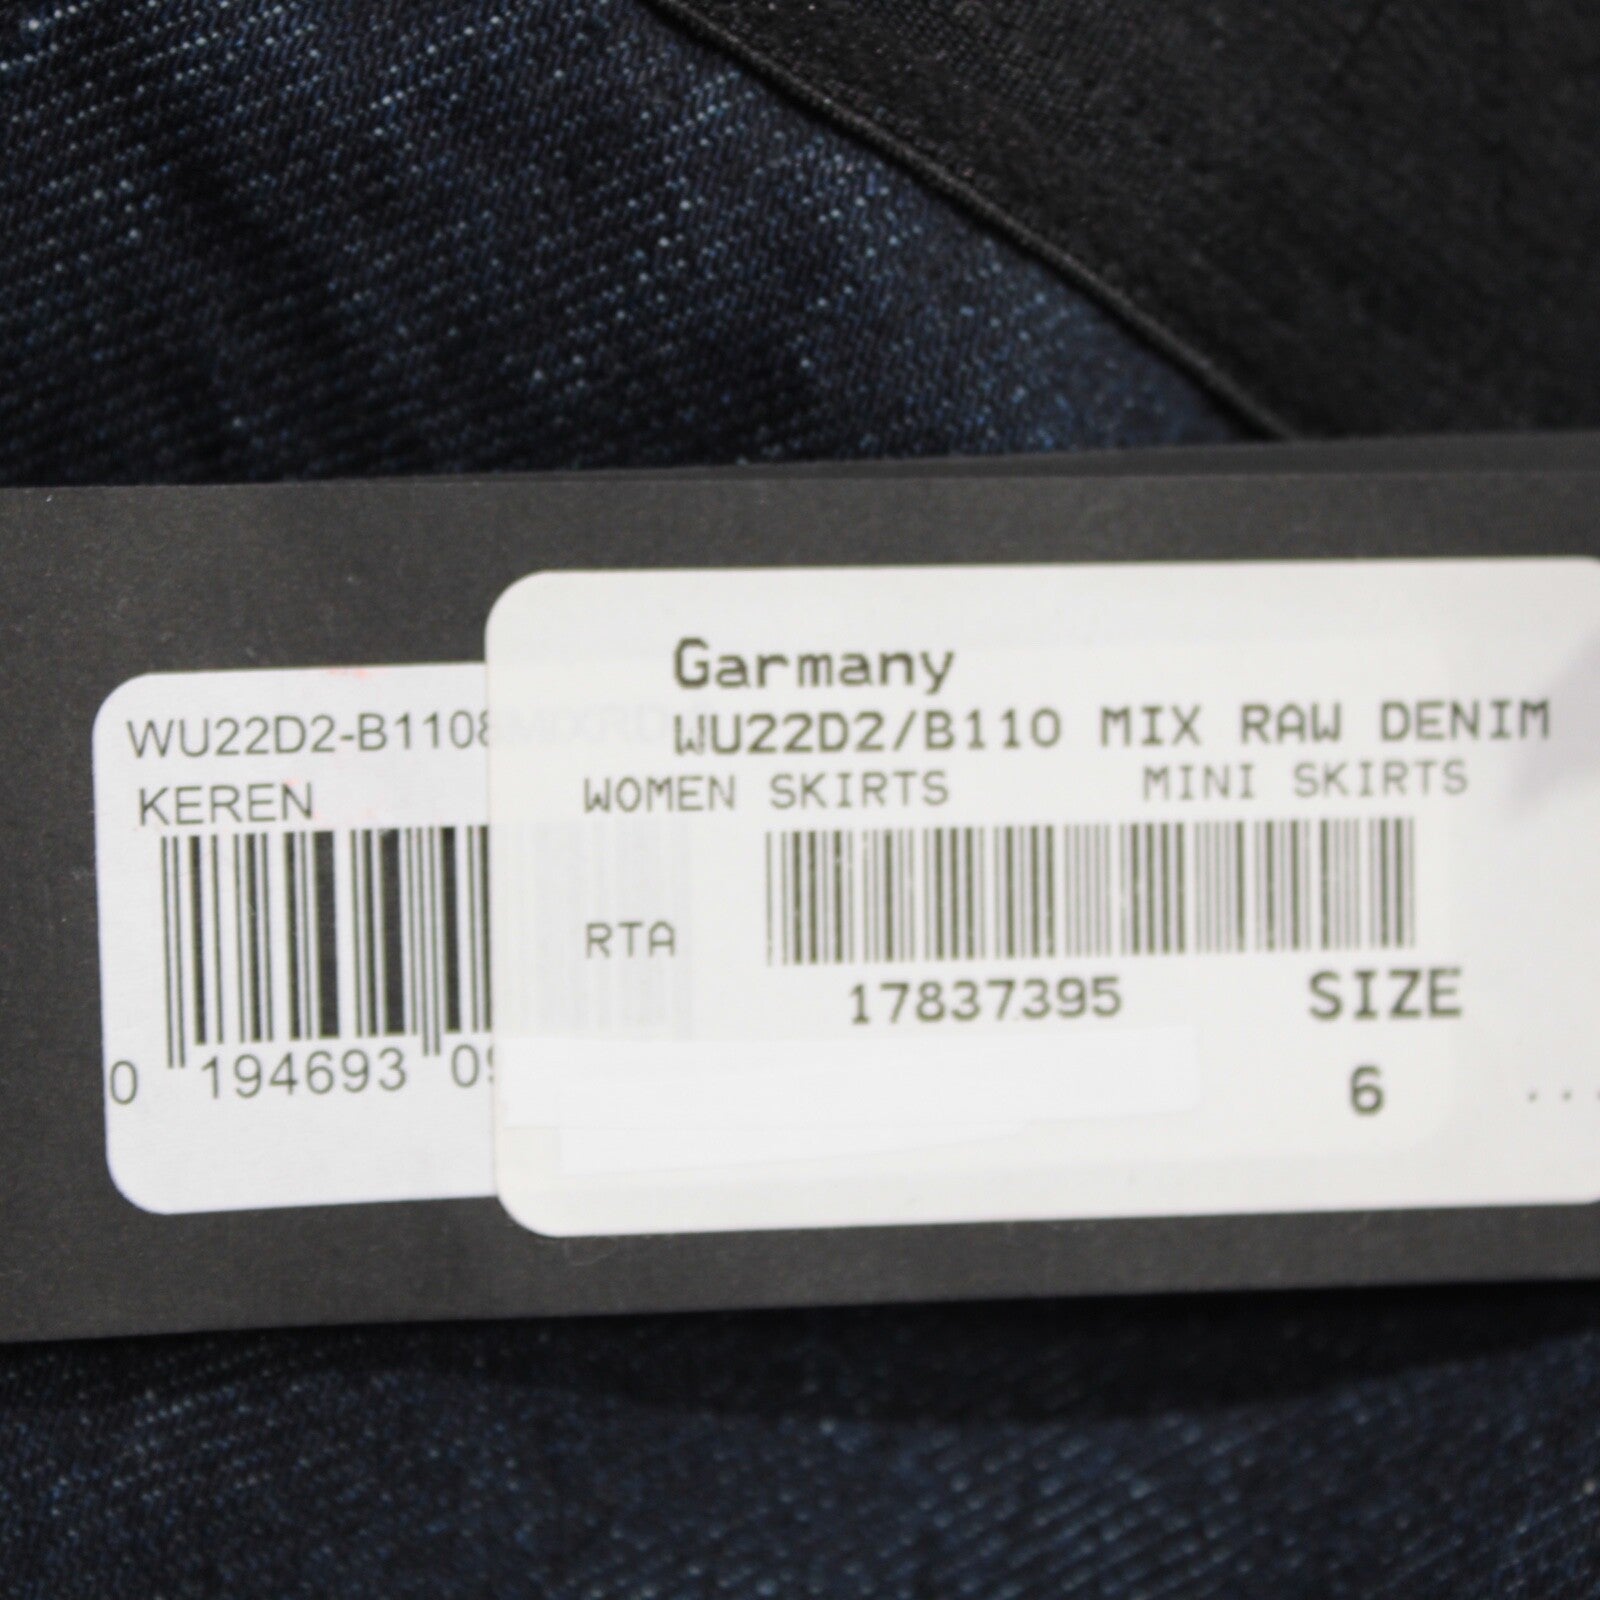 WU22D2-B1108
KEREN
0 194693
Garmany
WU22D2/B110 MIX RAW DENIM
WOMEN SKIRTS MINI SKIRTS
RTA
17837395 SIZE
6
...